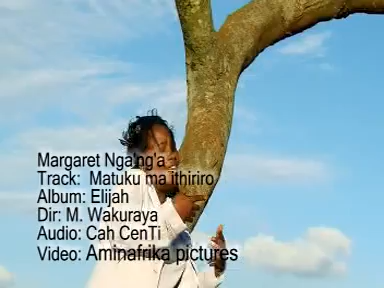 Margaret Nga'ng'a
Track: Matuku ma ithiriro
Album: Elijah
Dir: M. Wakuraya
Audio: Cah CenTi
Video: Aminafrika pictures